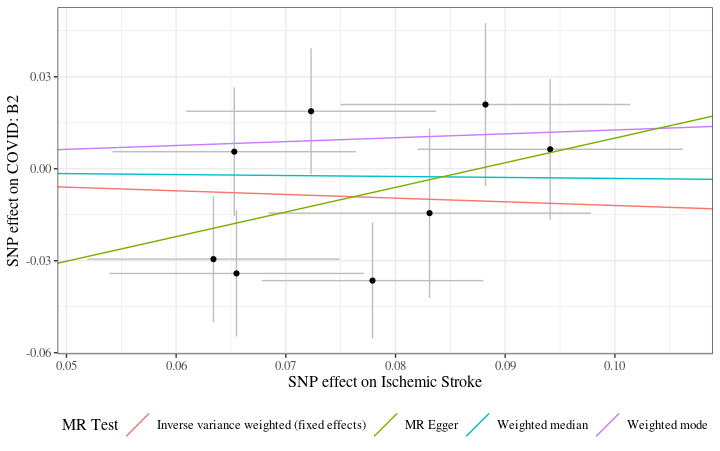 SNP effect on COVID: B2
0.03
0.00
-0.03
-0.06
0.05 0.06 0.07 0.08 0.09 0.10
SNP effect on Ischemic Stroke
MR Test Inverse variance weighted (fixed effects) MR Egger Weighted median Weighted mode